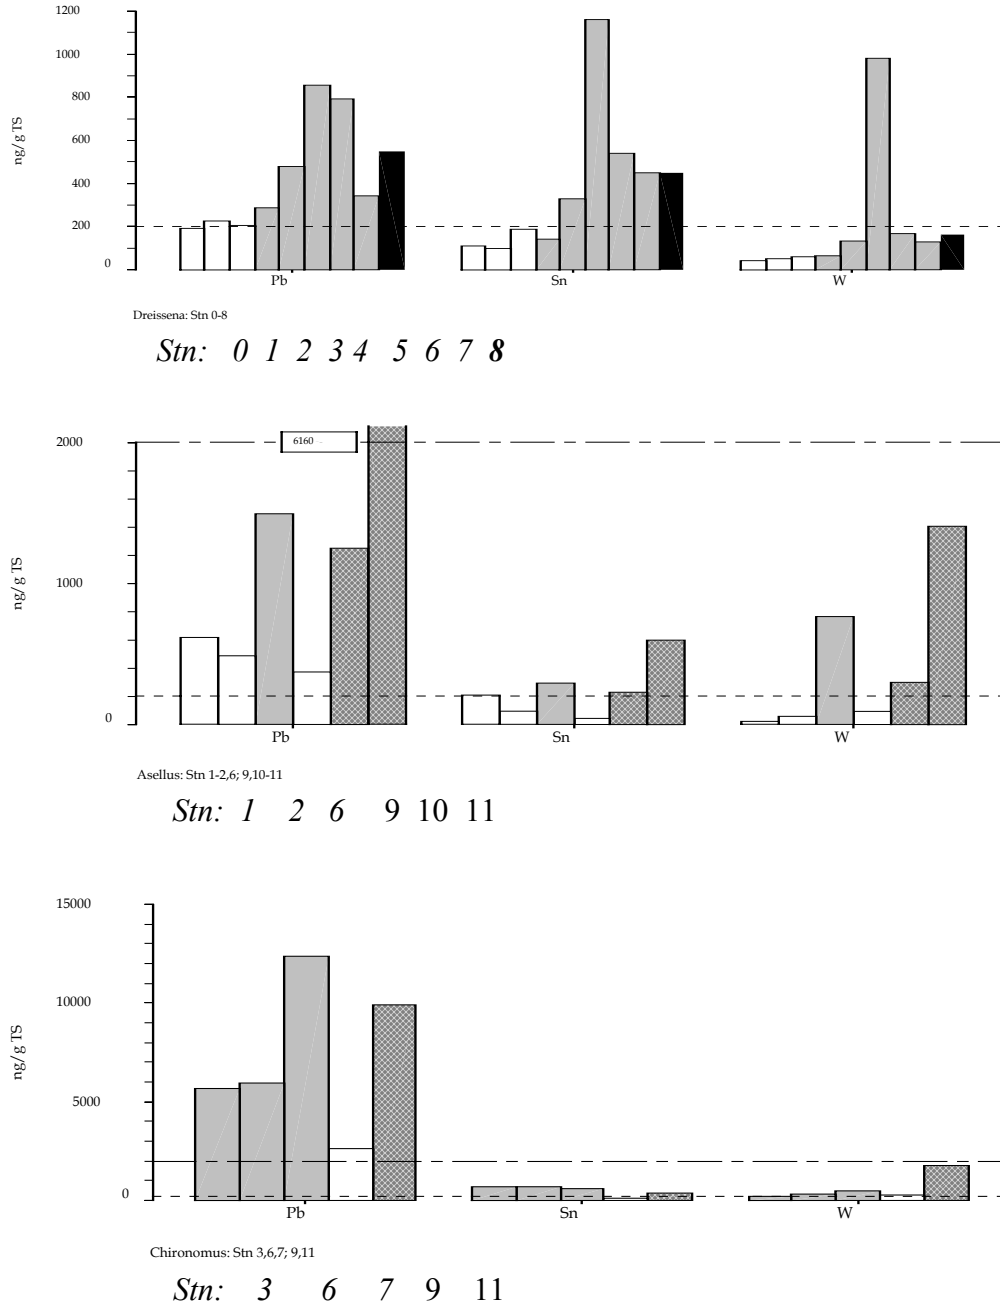 1200
1000
800
600
400
200
0
ng/g TS
Pb Sn W
Dreissena: Stn 0-8
Stn: 0 1 2 3 4 5 6 7 8
2000
6160
1000
0
ng/g TS
Pb Sn W
Asellus: Stn 1-2,6; 9,10-11
Stn: 1 2 6 9 10 11
15000
10000
5000
0
ng/g TS
Pb Sn W
Chironomus: Stn 3,6,7; 9,11
Stn: 3 6 7 9 11